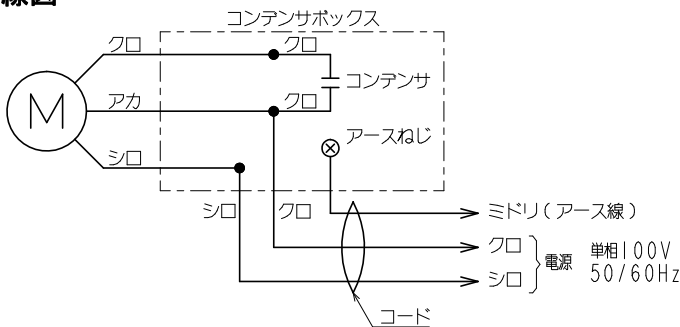 コンデンサボックス
クロ
クロ
コンデンサ
アカ
クロ
M
アースねじ
シロ
シロ
クロ
ミドリ(アース線)
クロ
シロ
電源
単相100V
50/60Hz
コード